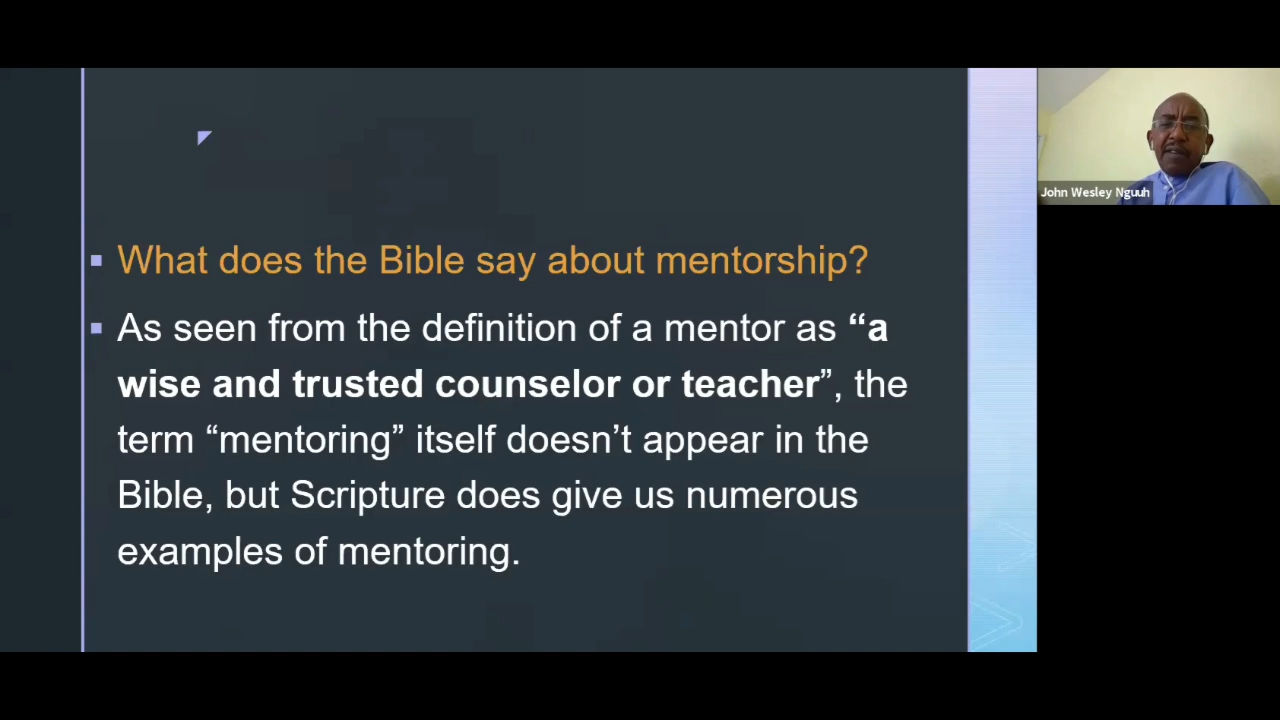 What does the Bible say about mentorship?
As seen from the definition of a mentor as “a
wise and trusted counselor or teacher”, the
term “mentoring” itself doesn’t appear in the
Bible, but Scripture does give us numerous
examples of mentoring.
John Wesley Nguuh